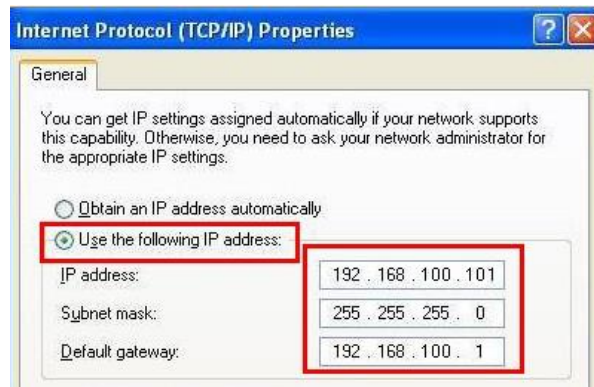 Internet Protocol (TCP/IP) Properties
General
You can get IP settings assigned automatically if your network supports
this capability. Otherwise, you need to ask your network administrator for
the appropriate IP settings.
Obtain an IP address automatically
Use the following IP address:
IP address: 192 . 168 . 100 . 101
Subnet mask: 255 . 255 . 255 . 0
Default gateway: 192 . 168 . 100 . 1